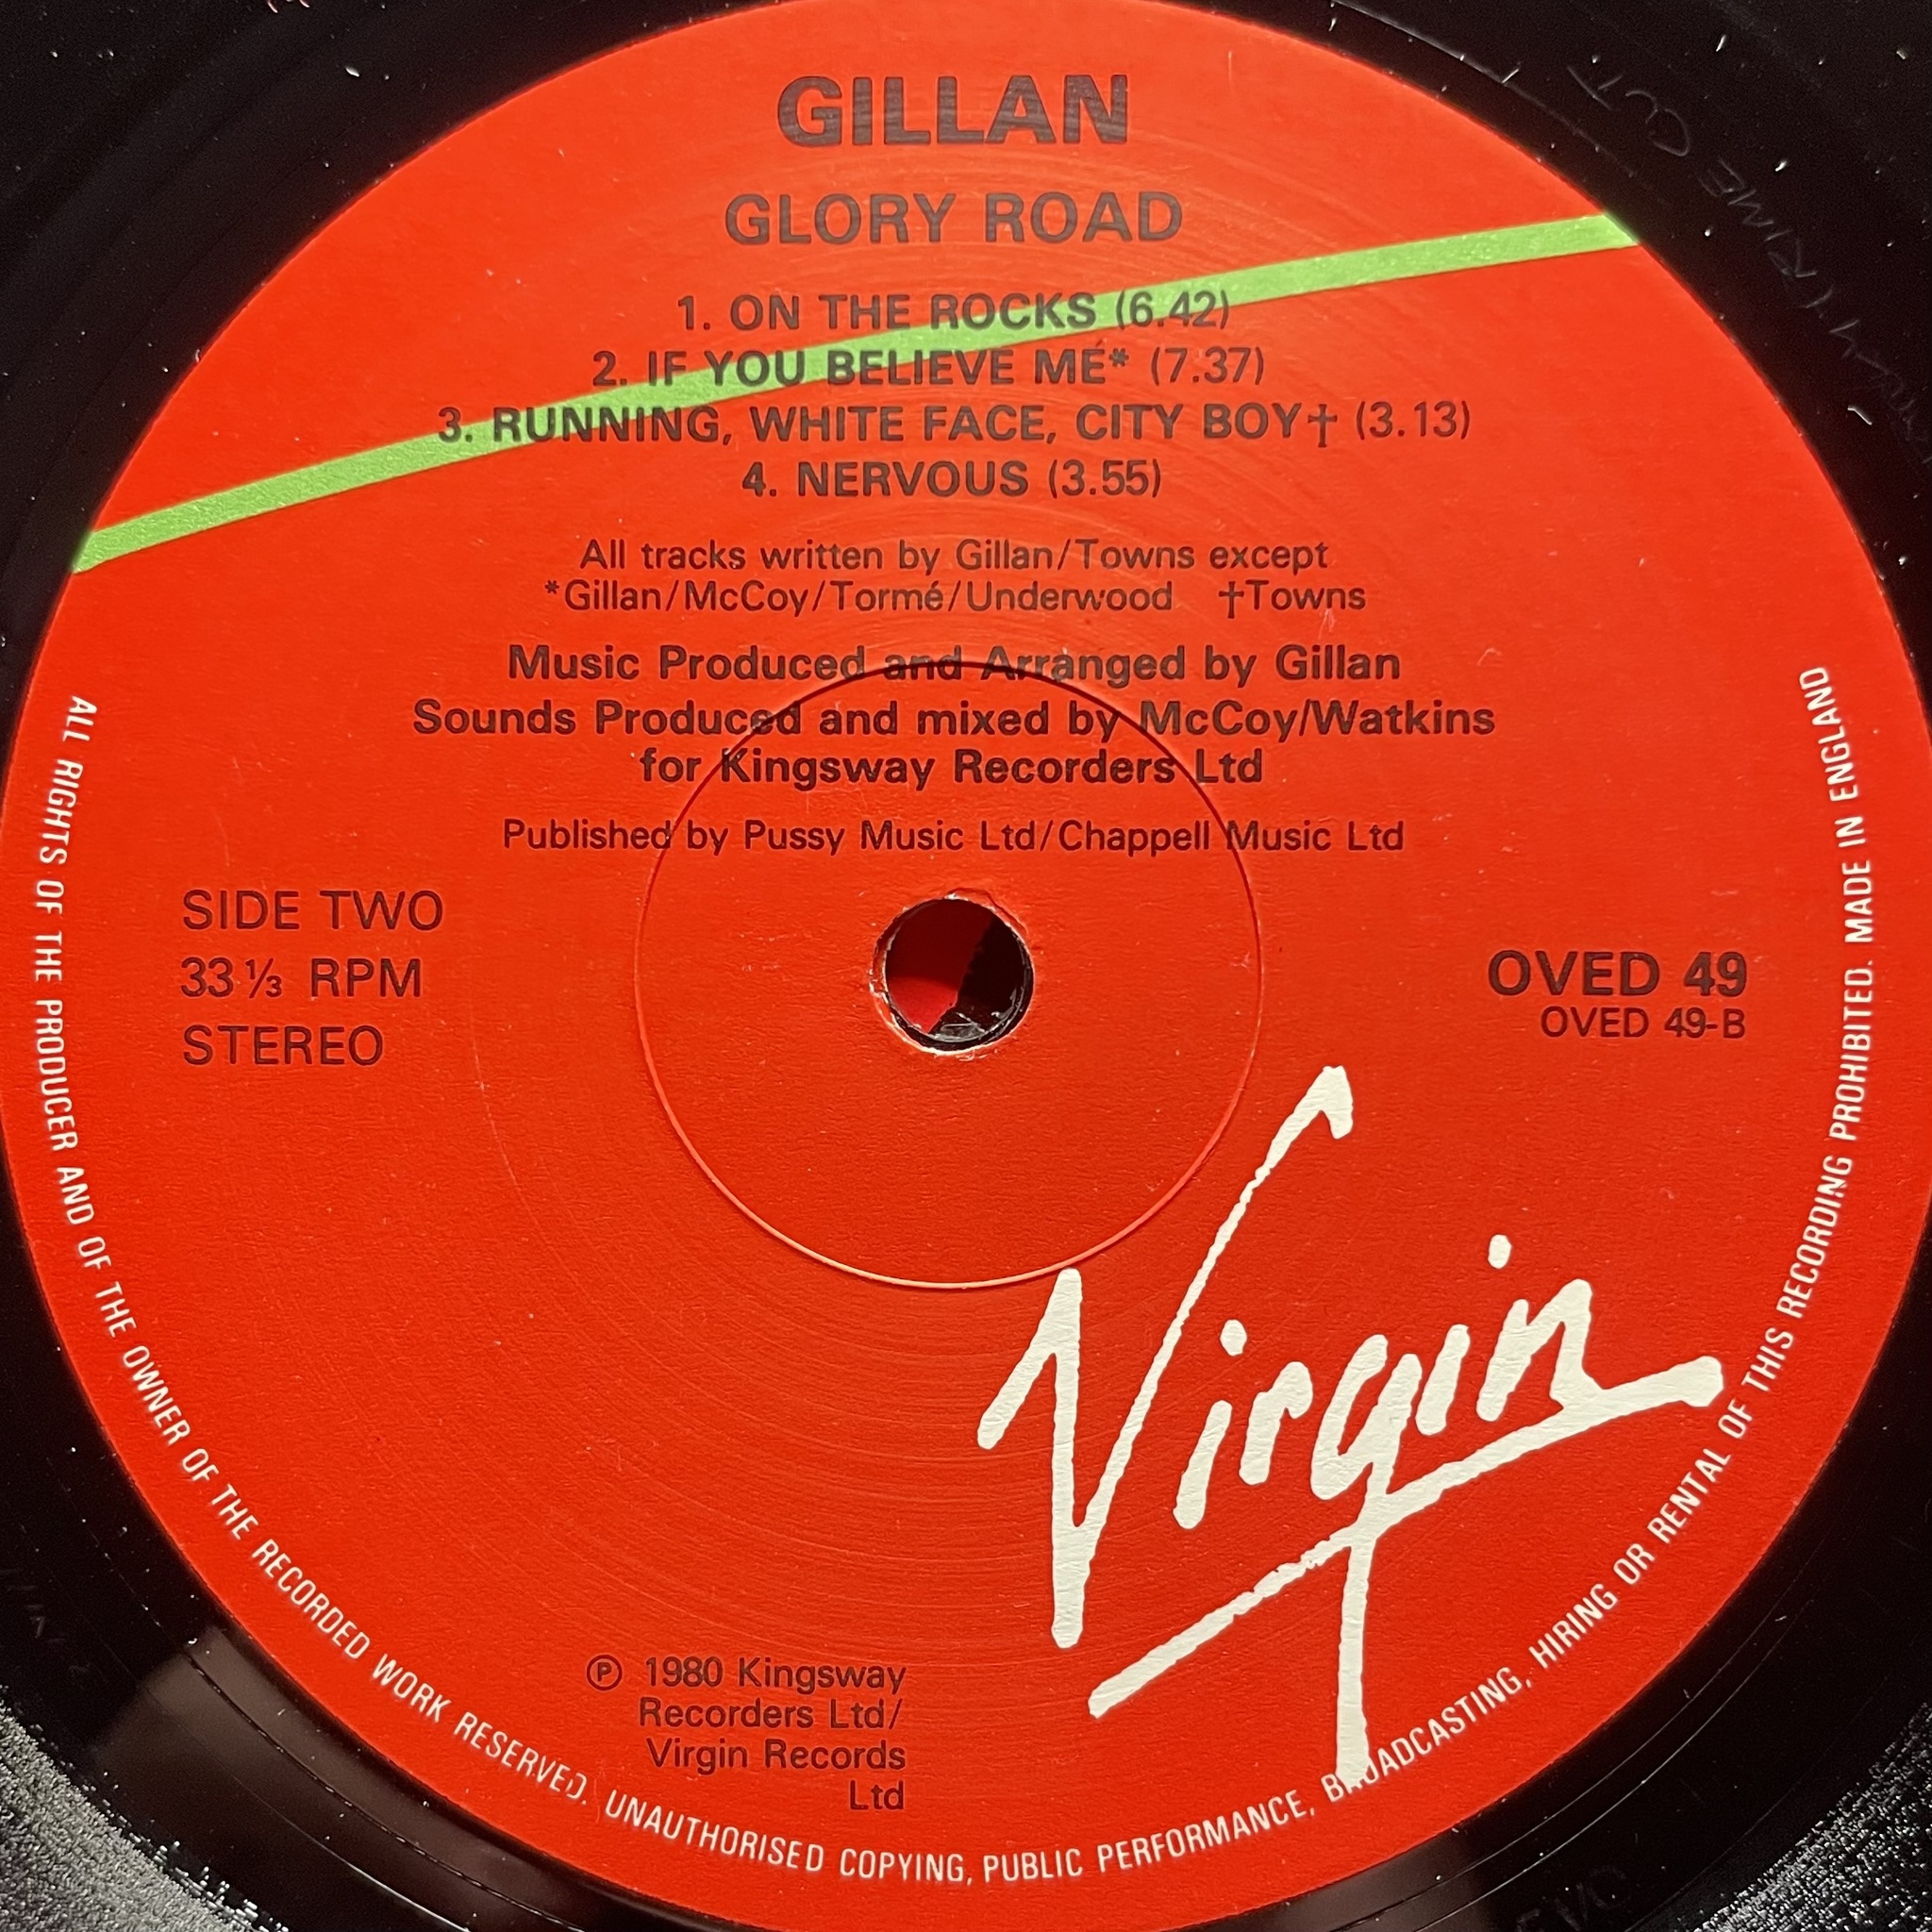 GILLAN
GLORY ROAD
1. ON THE ROCKS (6.42)
2. IF YOU BELIEVE ME* (7.37)
3. RUNNING, WHITE FACE, CITY BOY† (3.13)
4. NERVOUS (3.55)
All tracks written by Gillan/Towns except
*Gillan/McCoy/Tormé/Underwood †Towns
Music Produced and Arranged by Gillan
Sounds Produced and mixed by McCoy/Watkins
for Kingsway Recorders Ltd
Published by Pussy Music Ltd/Chappell Music Ltd
SIDE TWO
33⅓ RPM
STEREO
OVED 49
OVED 49-B
Virgin
℗ 1980 Kingsway
Recorders Ltd/
Virgin Records
Ltd
ALL RIGHTS OF THE PRODUCER AND OF THE OWNER OF THE RECORDED WORK RESERVED. UNAUTHORISED COPYING, PUBLIC PERFORMANCE, BROADCASTING, HIRING OR RENTAL OF THIS RECORDING PROHIBITED. MADE IN ENGLAND
CUT